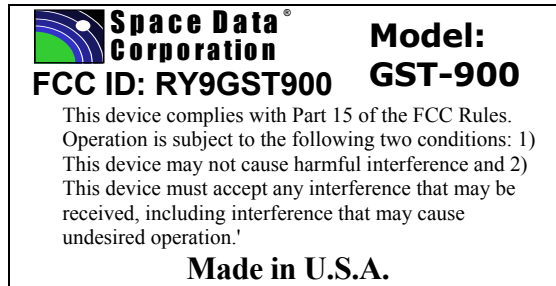 Space Data®
Corporation
Model:
GST-900
FCC ID: RY9GST900
This device complies with Part 15 of the FCC Rules.
Operation is subject to the following two conditions: 1)
This device may not cause harmful interference and 2)
This device must accept any interference that may be
received, including interference that may cause
undesired operation.'
Made in U.S.A.